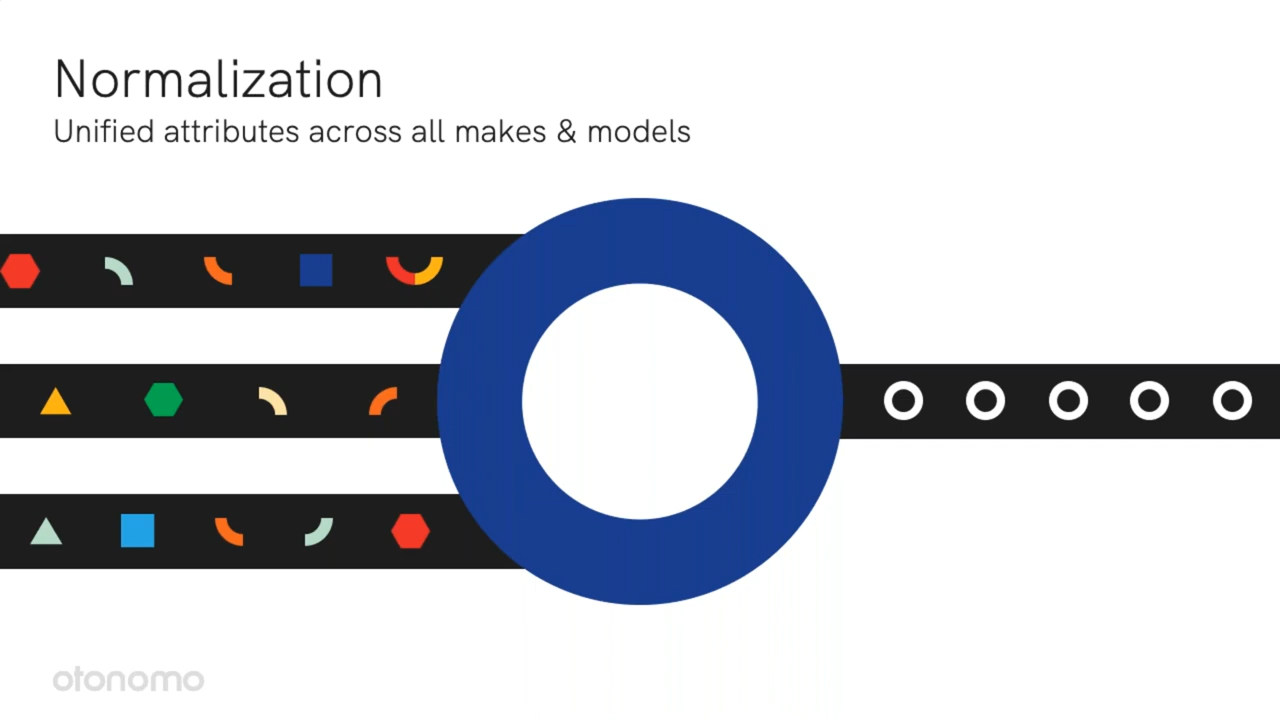 Normalization
Unified attributes across all makes & models
otonomo